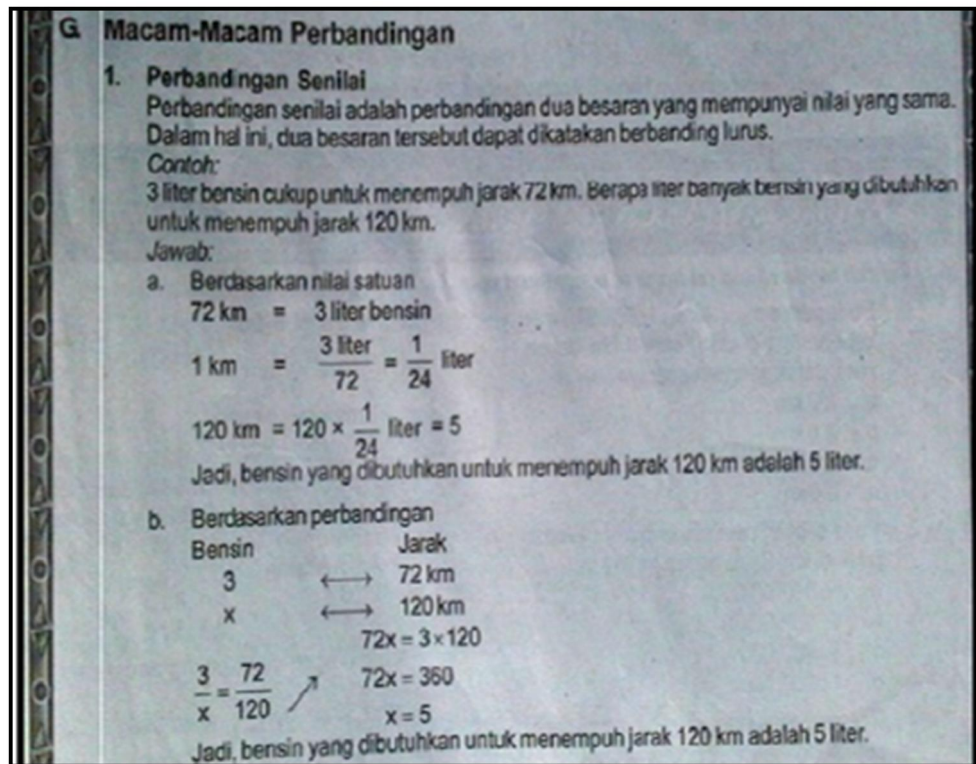 G. Macam-Macam Perbandingan
1. Perbandingan Senilai
Perbandingan senilai adalah perbandingan dua besaran yang mempunyai nilai yang sama.
Dalam hal ini, dua besaran tersebut dapat dikatakan berbanding lurus.
Contoh:
3 liter bensin cukup untuk menempuh jarak 72 km. Berapa liter banyak bensin yang dibutuhkan
untuk menempuh jarak 120 km.
Jawab:
a. Berdasarkan nilai satuan
72 km = 3 liter bensin
1 km = 3 liter/72 = 1/24 liter
120 km = 120 × 1/24 liter = 5
Jadi, bensin yang dibutuhkan untuk menempuh jarak 120 km adalah 5 liter.
b. Berdasarkan perbandingan
Bensin Jarak
3 ⟷ 72 km
x ⟷ 120 km
72x = 3×120
3/x = 72/120 ↗ 72x = 360
x = 5
Jadi, bensin yang dibutuhkan untuk menempuh jarak 120 km adalah 5 liter.